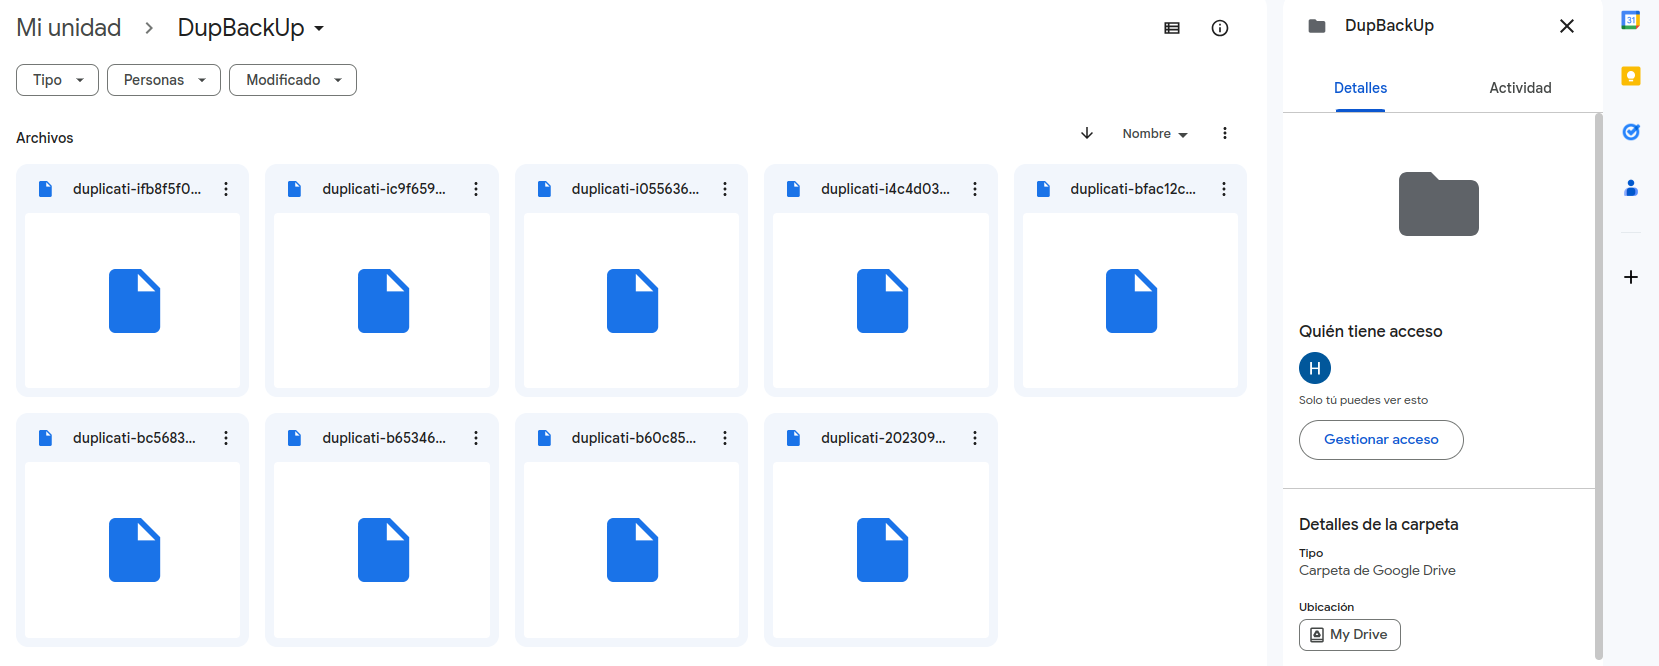 Mi unidad > DupBackUp
Tipo Personas Modificado
Archivos
Nombre
duplicati-ifb8f5f0... duplicati-ic9f659... duplicati-i055636... duplicati-i4c4d03... duplicati-bfac12c...
duplicati-bc5683... duplicati-b65346... duplicati-b60c85... duplicati-202309...
DupBackUp
Detalles Actividad
Quién tiene acceso
H
Solo tú puedes ver esto
Gestionar acceso
Detalles de la carpeta
Tipo
Carpeta de Google Drive
Ubicación
My Drive
31